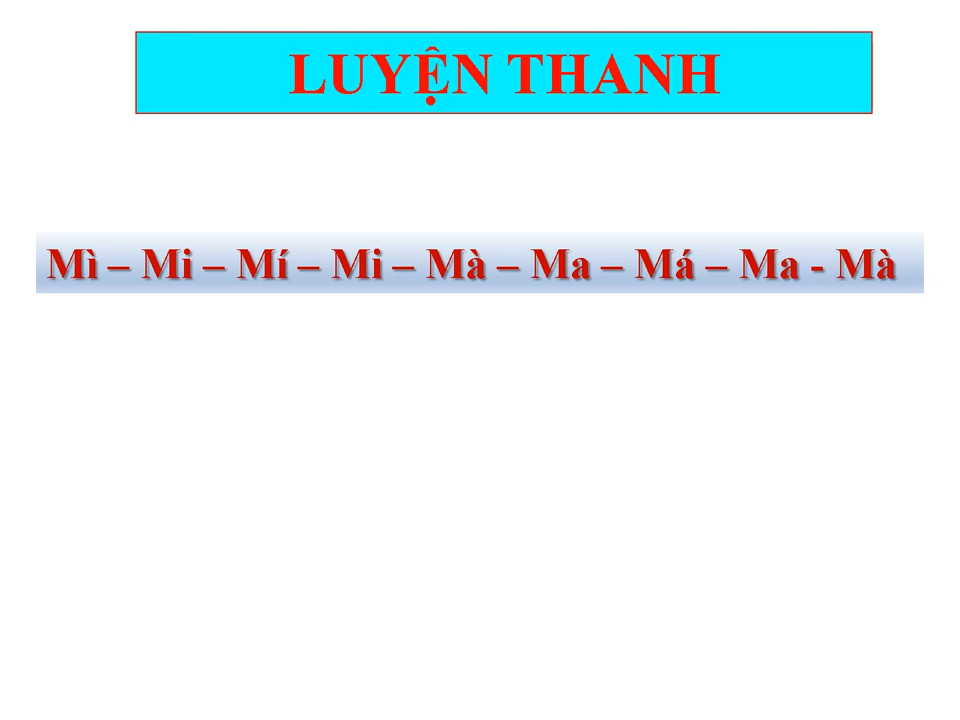 LUYỆN THANH
Mì – Mi – Mí – Mi – Mà – Ma – Má – Ma - Mà